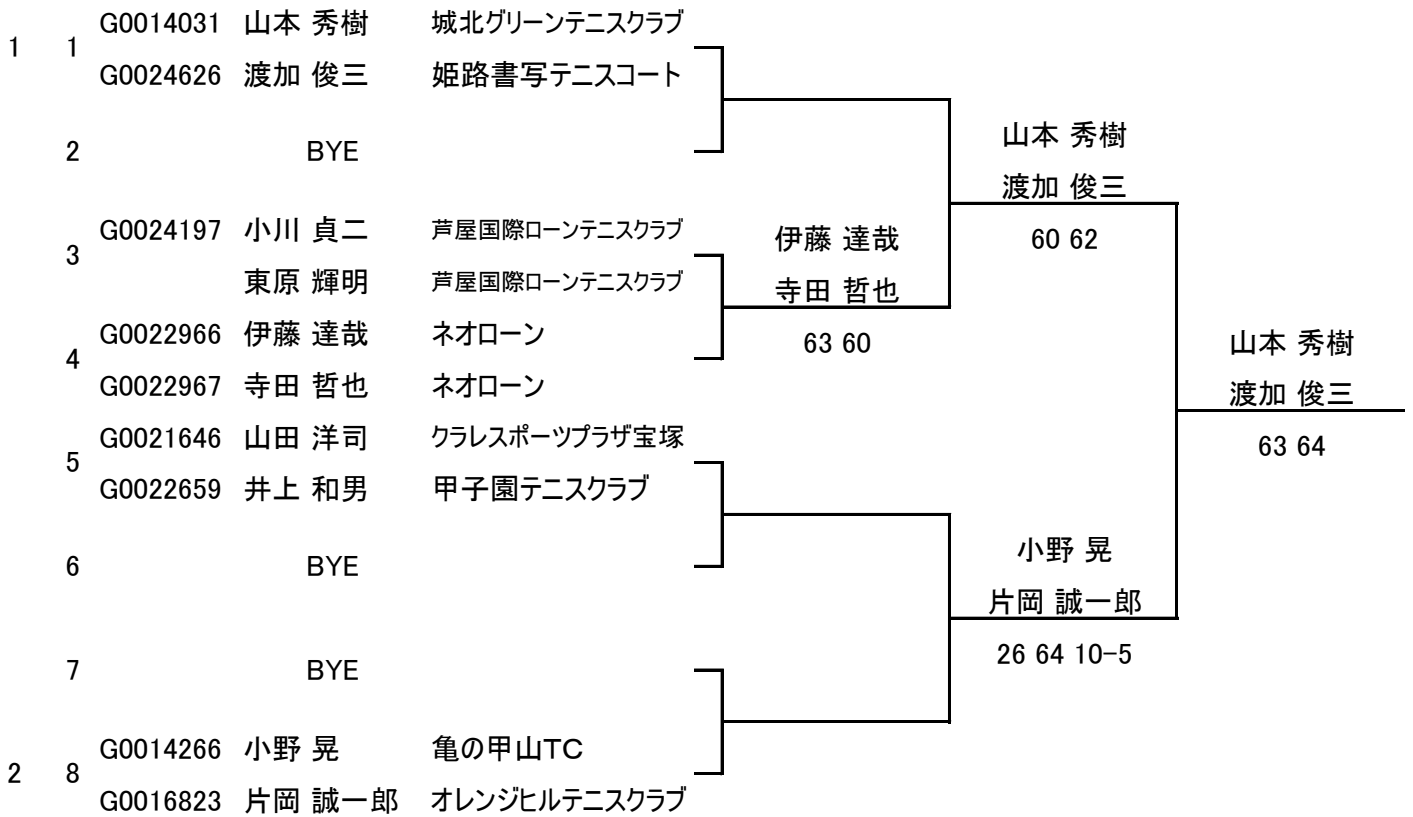 G0014031 山本 秀樹 城北グリーンテニスクラブ
1 1
G0024626 渡加 俊三 姫路書写テニスコート
2 BYE
G0024197 小川 貞二 芦屋国際ローンテニスクラブ
3
東原 輝明 芦屋国際ローンテニスクラブ
G0022966 伊藤 達哉 ネオローン
4
G0022967 寺田 哲也 ネオローン
G0021646 山田 洋司 クラレスポーツプラザ宝塚
5
G0022659 井上 和男 甲子園テニスクラブ
6 BYE
7 BYE
G0014266 小野 晃 亀の甲山TC
2 8
G0016823 片岡 誠一郎 オレンジヒルテニスクラブ
伊藤 達哉
寺田 哲也
63 60
山本 秀樹
渡加 俊三
60 62
小野 晃
片岡 誠一郎
26 64 10-5
山本 秀樹
渡加 俊三
63 64